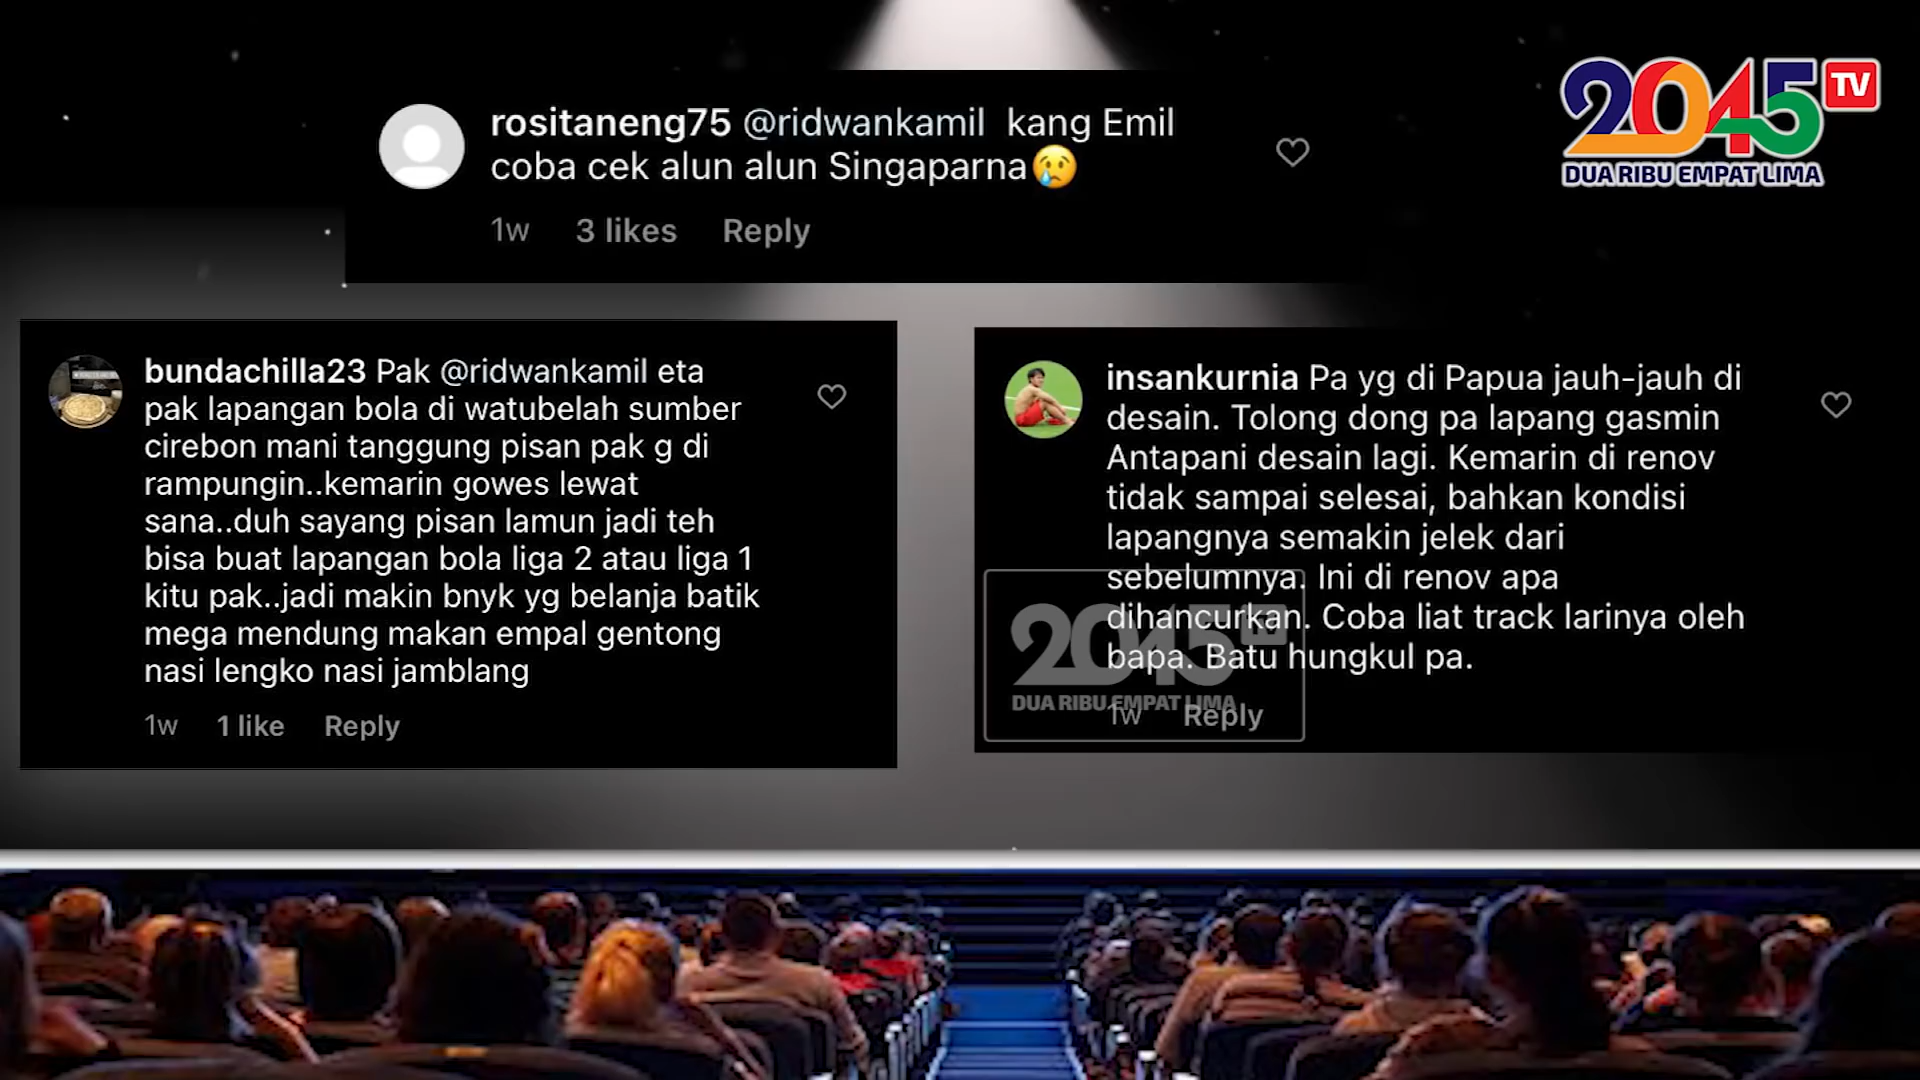 2045 TV
DUA RIBU EMPAT LIMA
rositaneng75 @ridwankamil kang Emil
coba cek alun alun Singaparna😢
1w 3 likes Reply
bundachilla23 Pak @ridwankamil eta
pak lapangan bola di watubelah sumber
cirebon mani tanggung pisan pak g di
rampungin..kemarin gowes lewat
sana..duh sayang pisan lamun jadi teh
bisa buat lapangan bola liga 2 atau liga 1
kitu pak..jadi makin bnyk yg belanja batik
mega mendung makan empal gentong
nasi lengko nasi jamblang
1w 1 like Reply
insankurnia Pa yg di Papua jauh-jauh di
desain. Tolong dong pa lapang gasmin
Antapani desain lagi. Kemarin di renov
tidak sampai selesai, bahkan kondisi
lapangnya semakin jelek dari
sebelumnya. Ini di renov apa
dihancurkan. Coba liat track larinya oleh
bapa. Batu hungkul pa.
1w Reply
2045 TV
DUA RIBU EMPAT LIMA